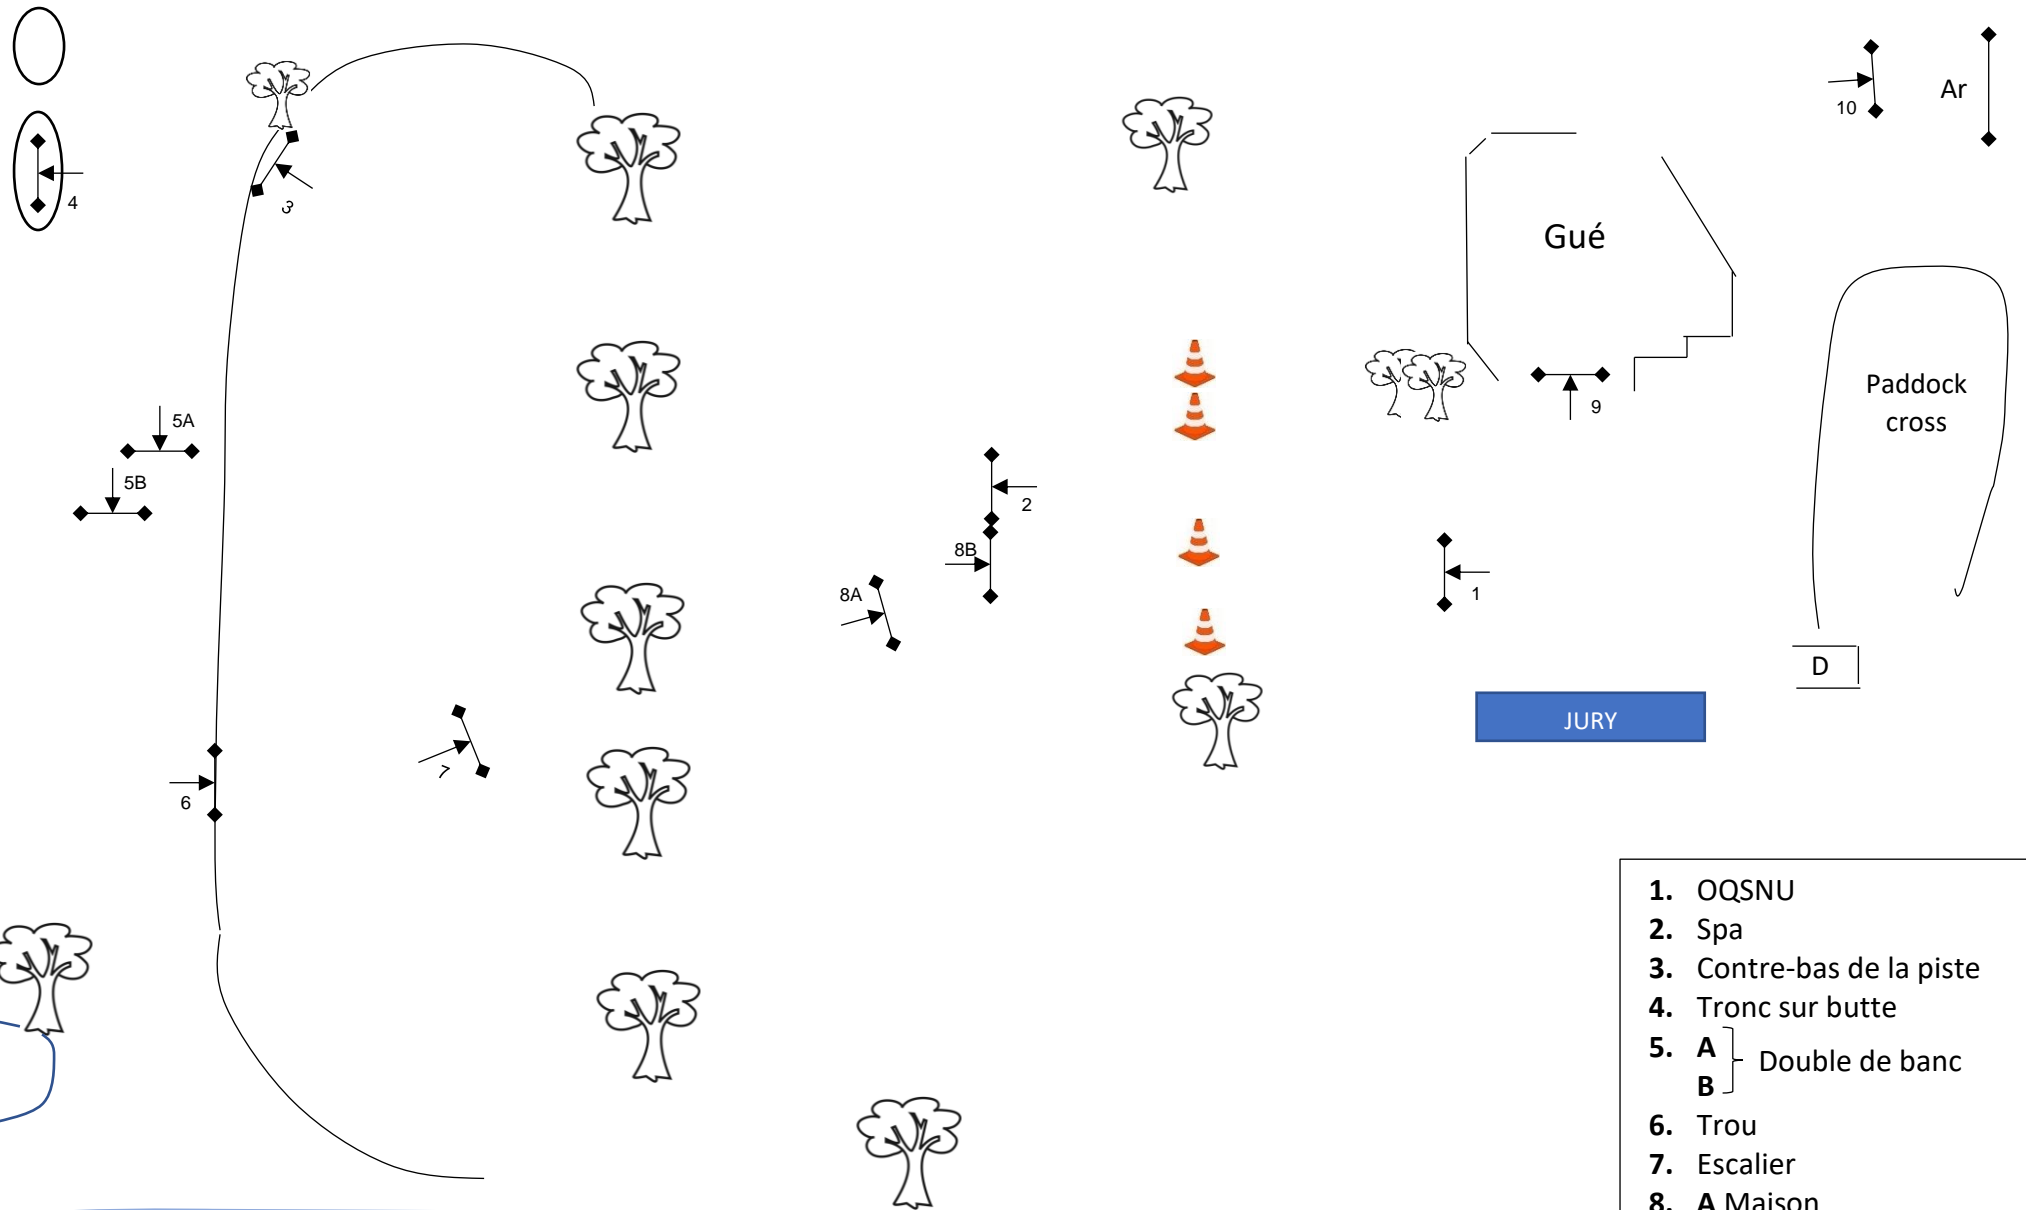 10
Ar
4
3
Gué
Paddock
cross
9
5A
5B
2
8B
8A
1
D
JURY
7
6
1. OQSNU
2. Spa
3. Contre-bas de la piste
4. Tronc sur butte
5. A
B
Double de banc
6. Trou
7. Escalier
8. A Maison